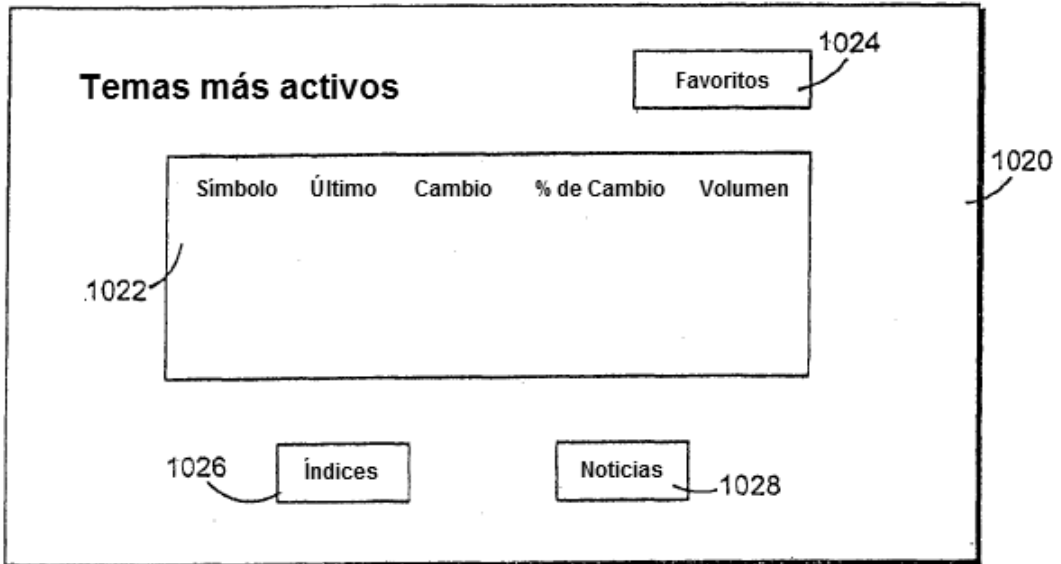 1024
Favoritos
Temas más activos
1020
Símbolo Último Cambio % de Cambio Volumen
1022
1026 Índices Noticias 1028